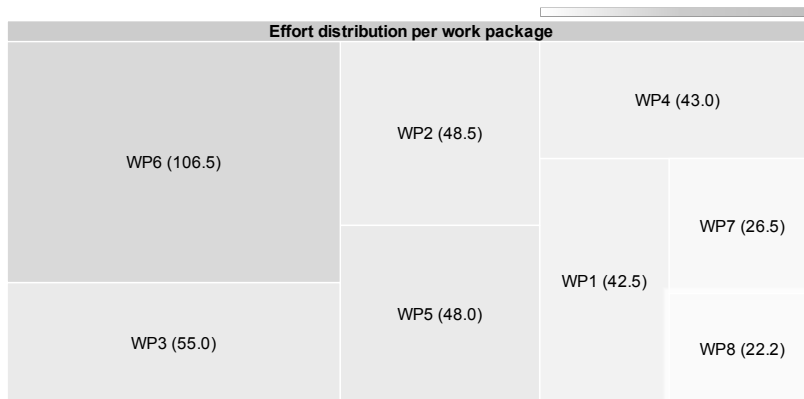 Effort distribution per work package
WP6 (106.5)
WP3 (55.0)
WP2 (48.5)
WP5 (48.0)
WP4 (43.0)
WP1 (42.5)
WP7 (26.5)
WP8 (22.2)